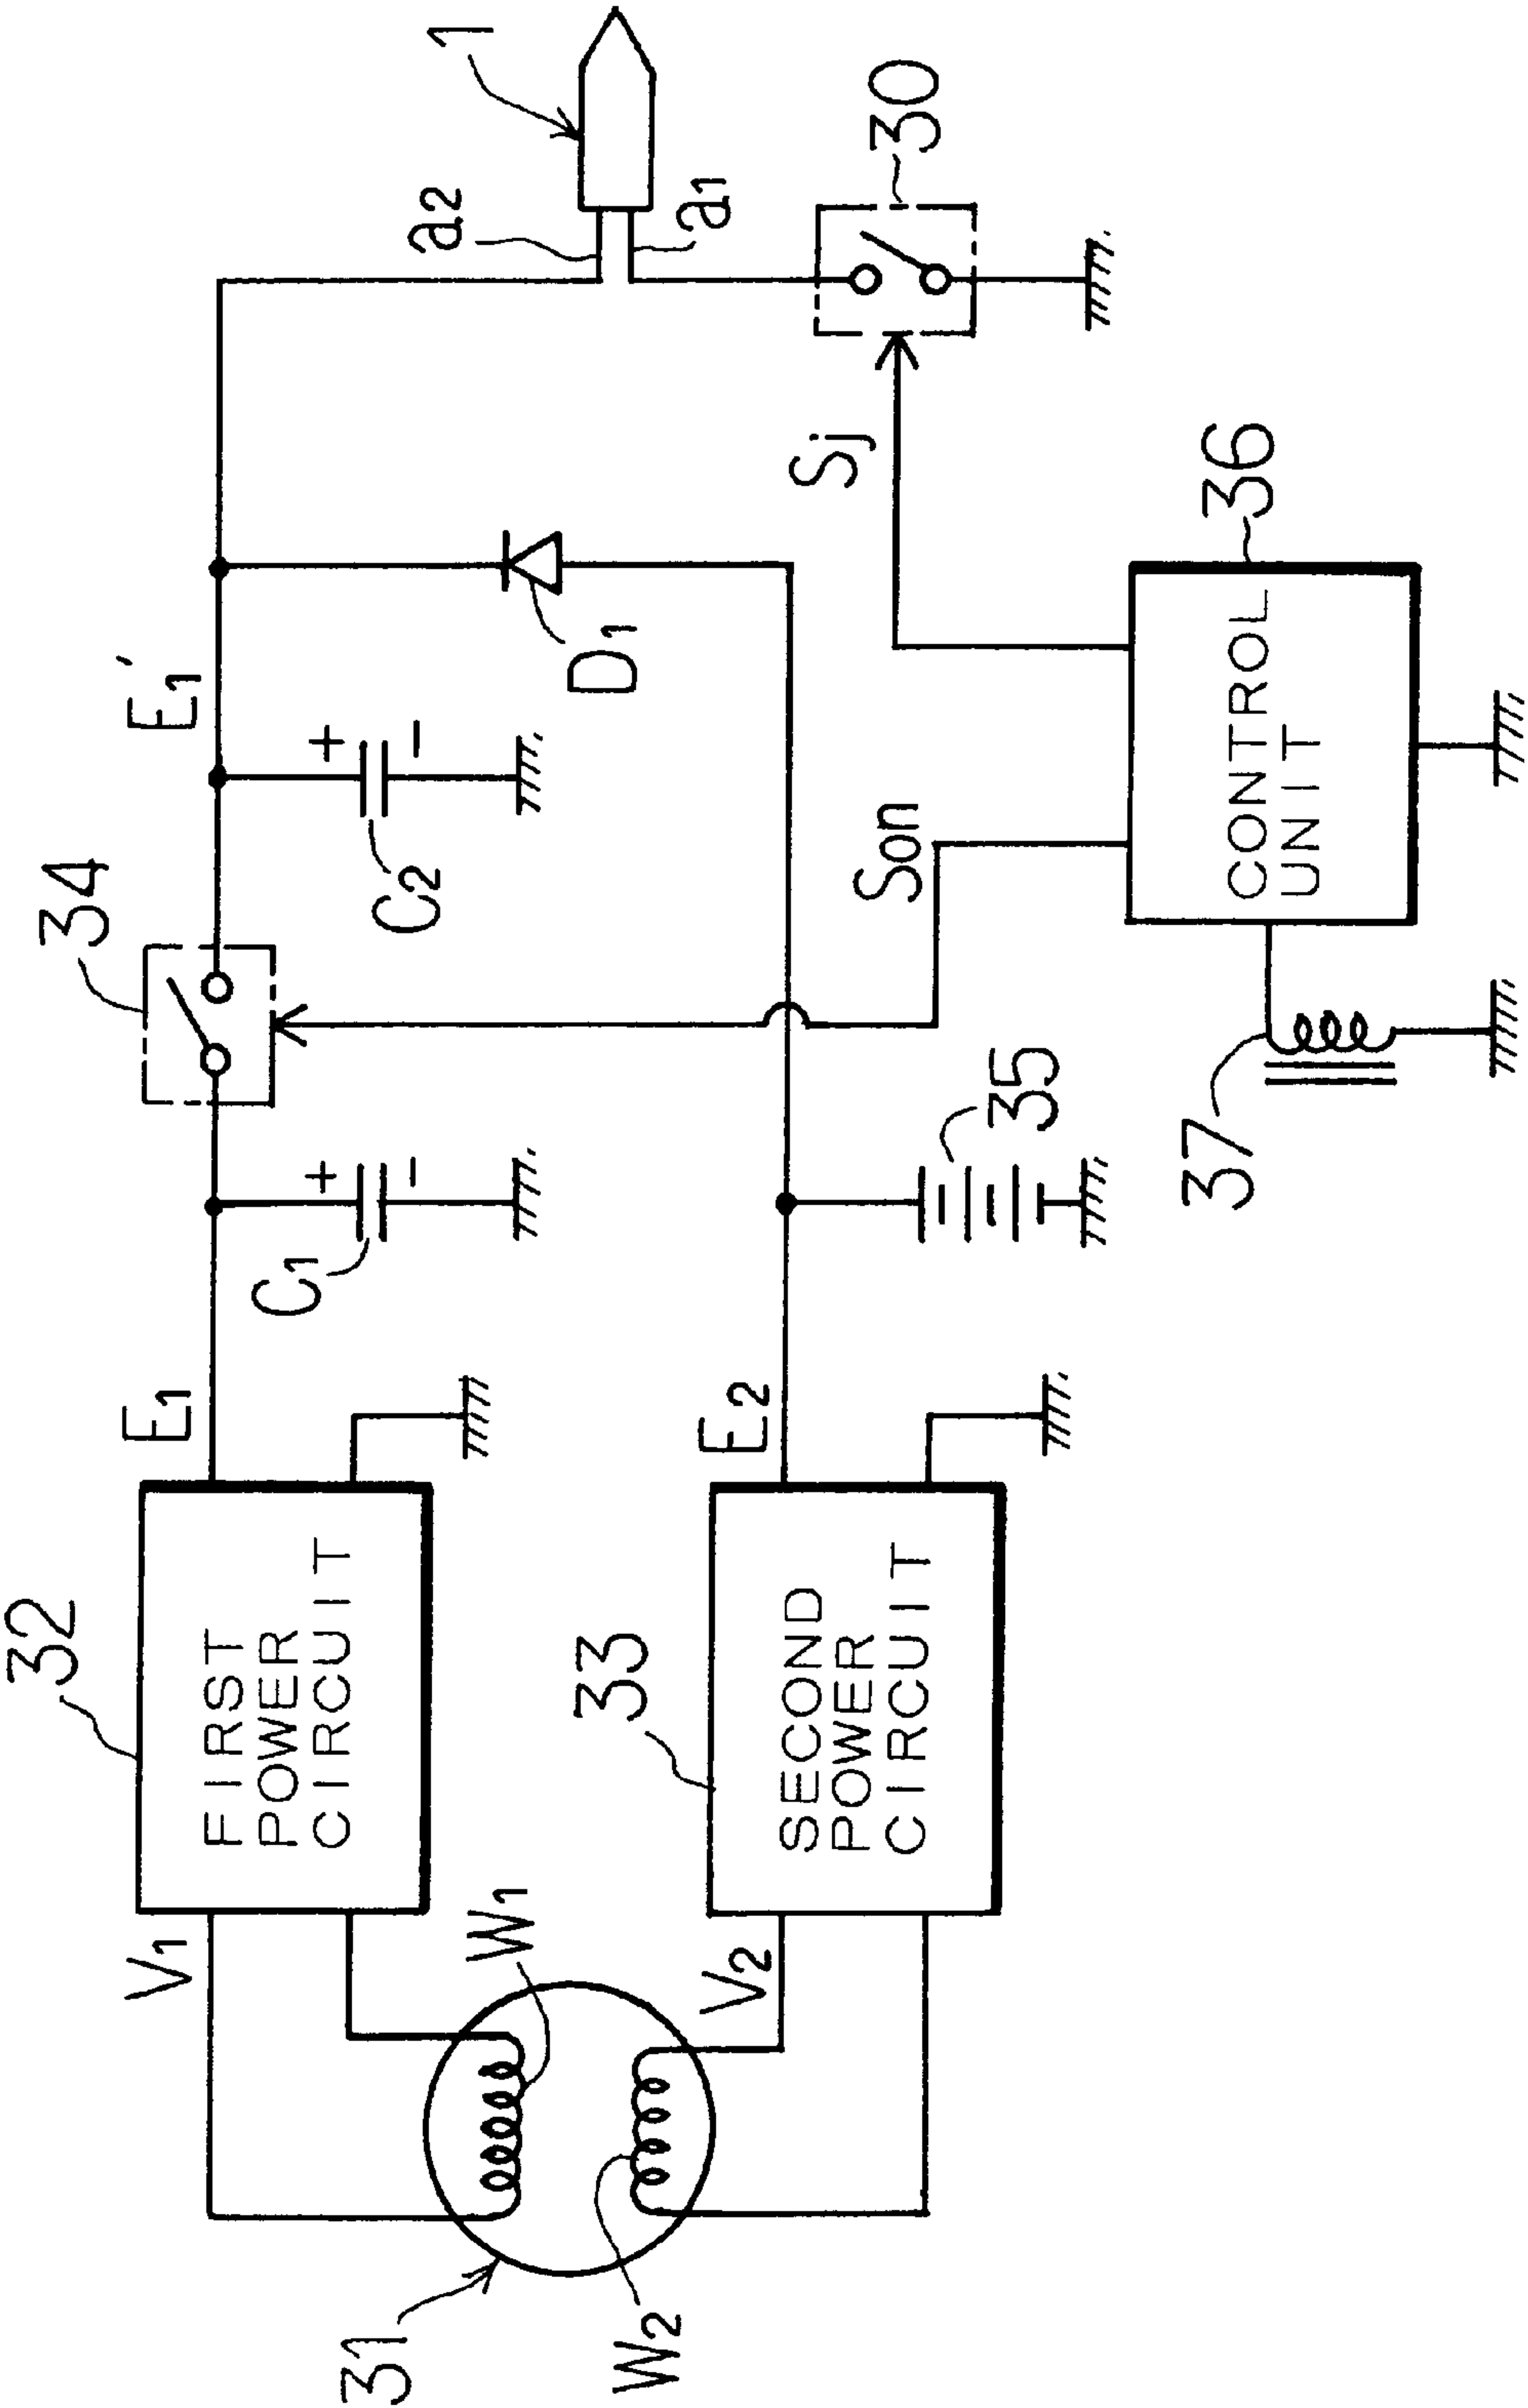 31
W1
W2
V1
V2
32
FIRST
POWER
CIRCUIT
33
SECOND
POWER
CIRCUIT
E1
E2
C1
+
−
34
35
C2
+
−
E1′
D1
Son
Sj
37
CONTROL
UNIT
36
a2
a1
1
30